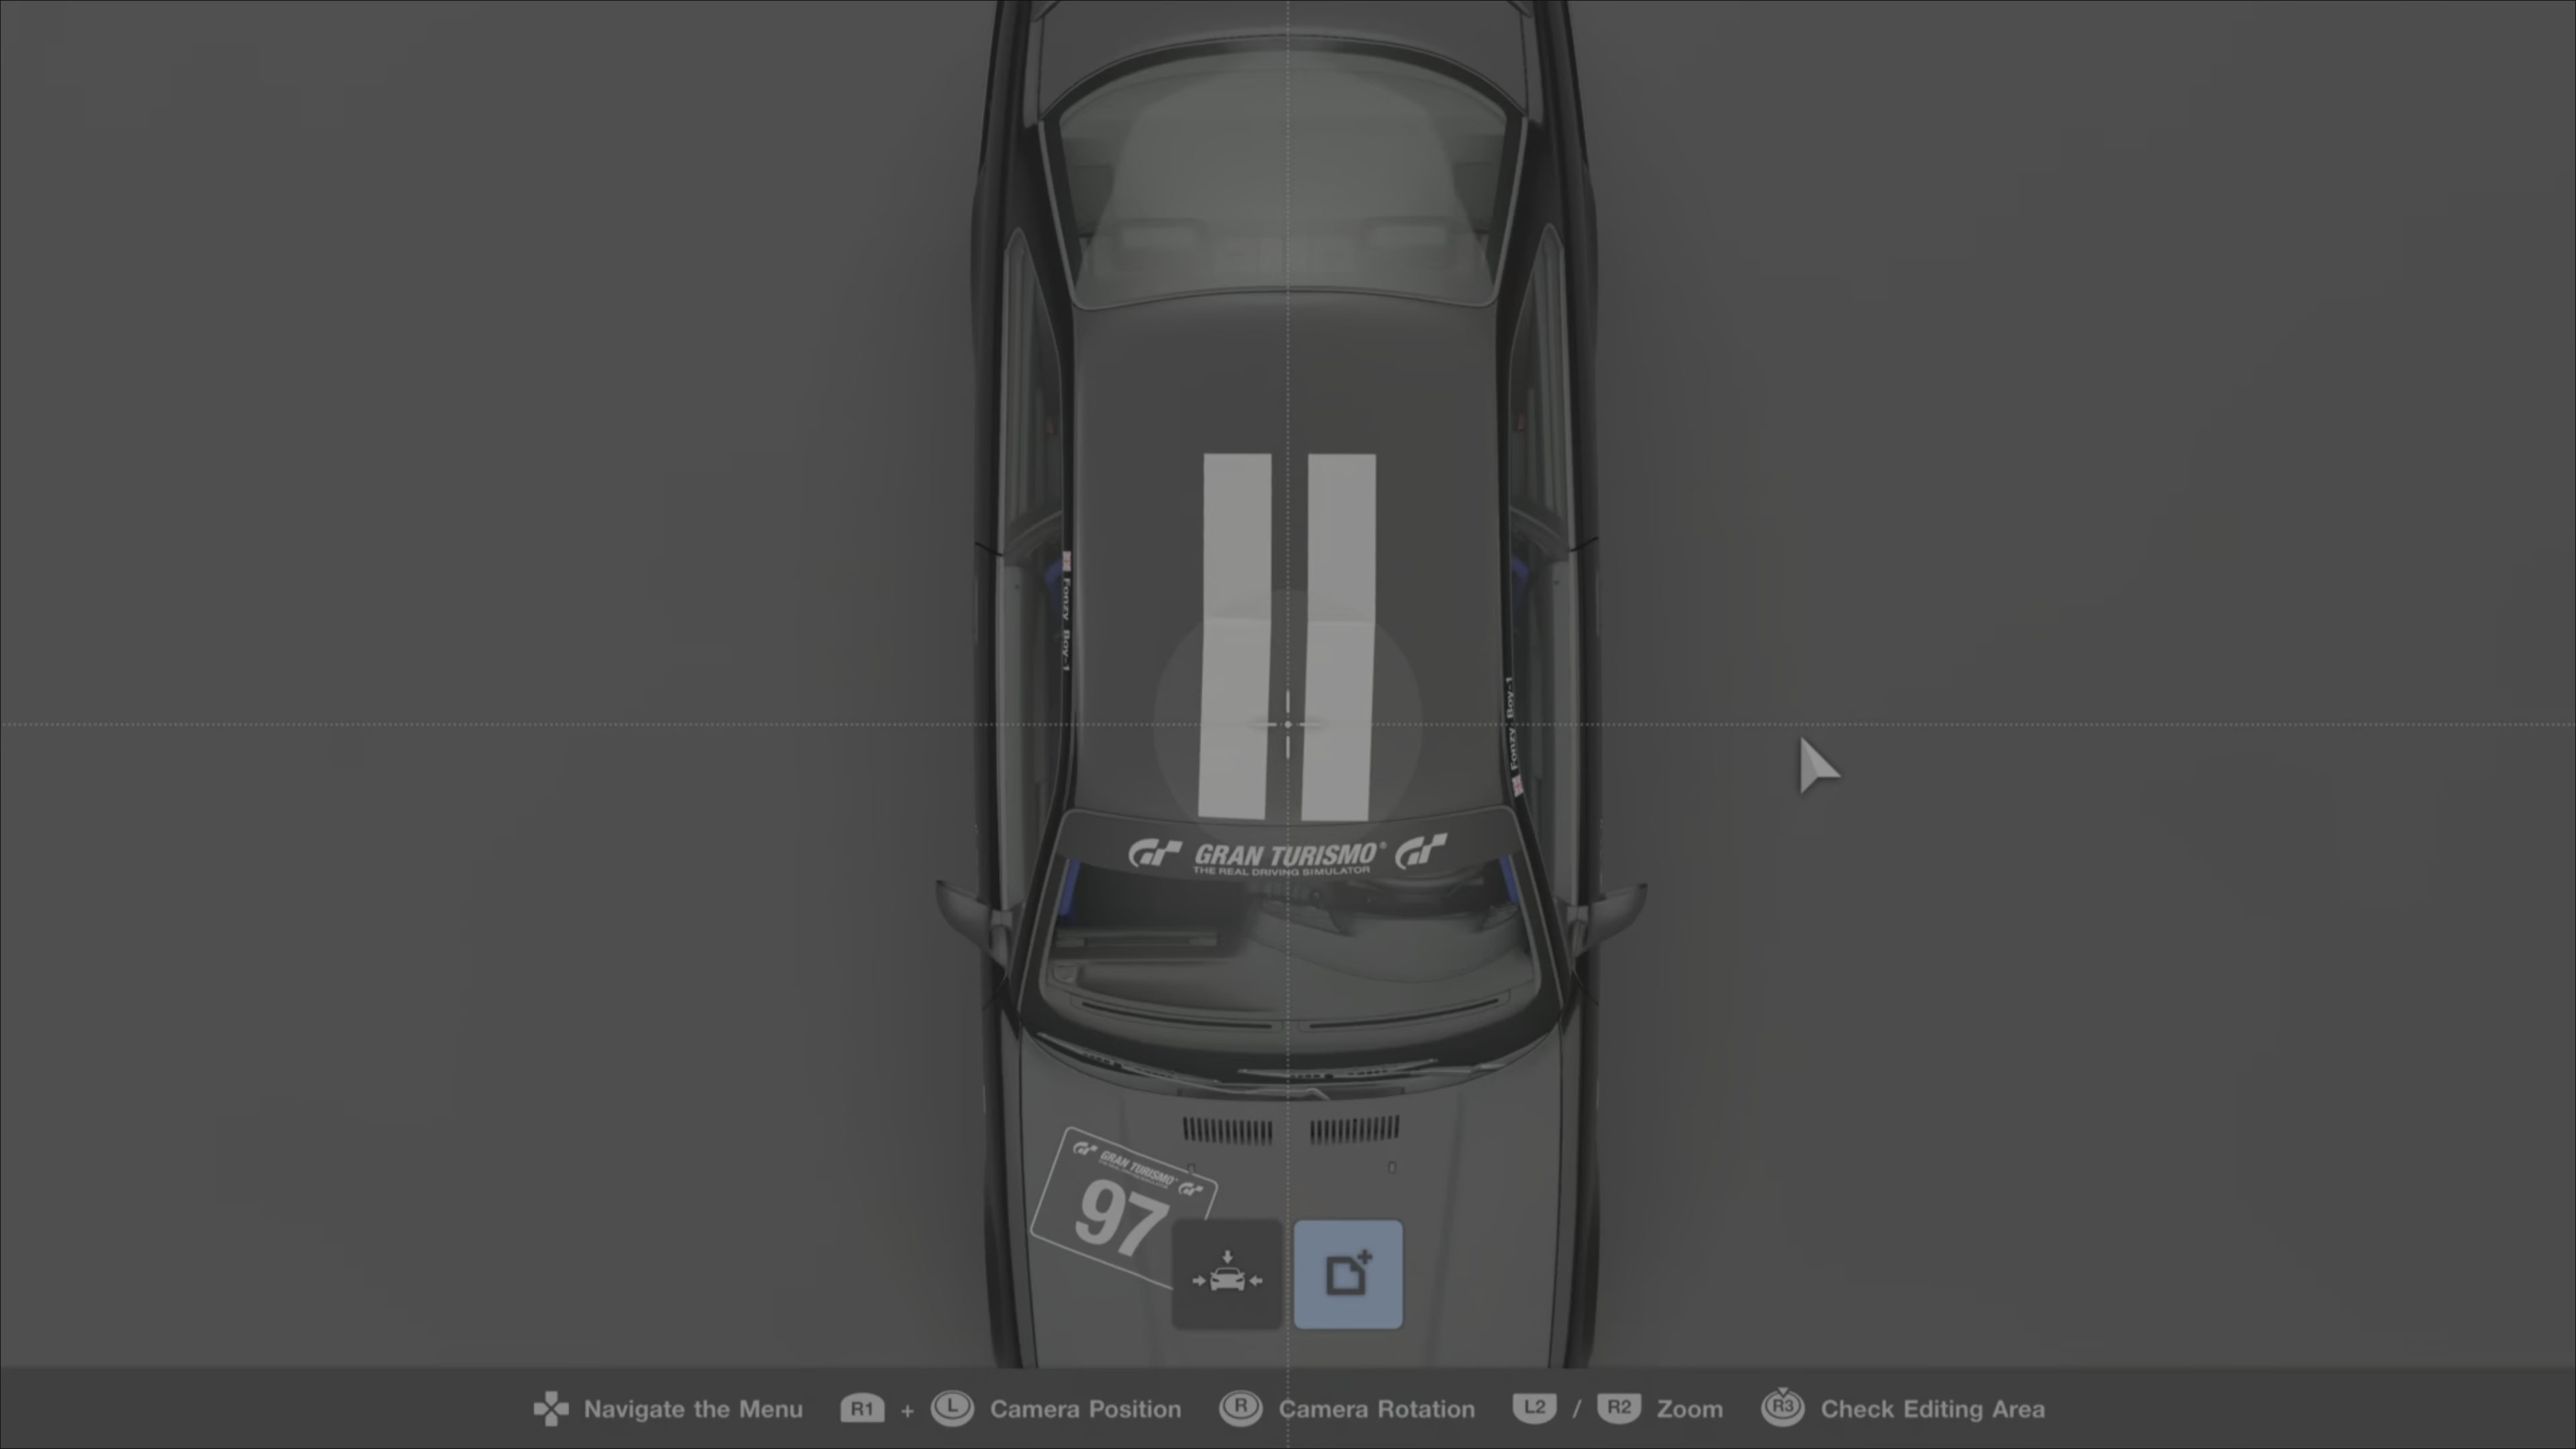 Fonzy Boy-1
Fonzy Boy-1
GRAN TURISMO®
THE REAL DRIVING SIMULATOR
GRAN TURISMO
97
Navigate the Menu R1 + L Camera Position R Camera Rotation L2 / R2 Zoom R3 Check Editing Area